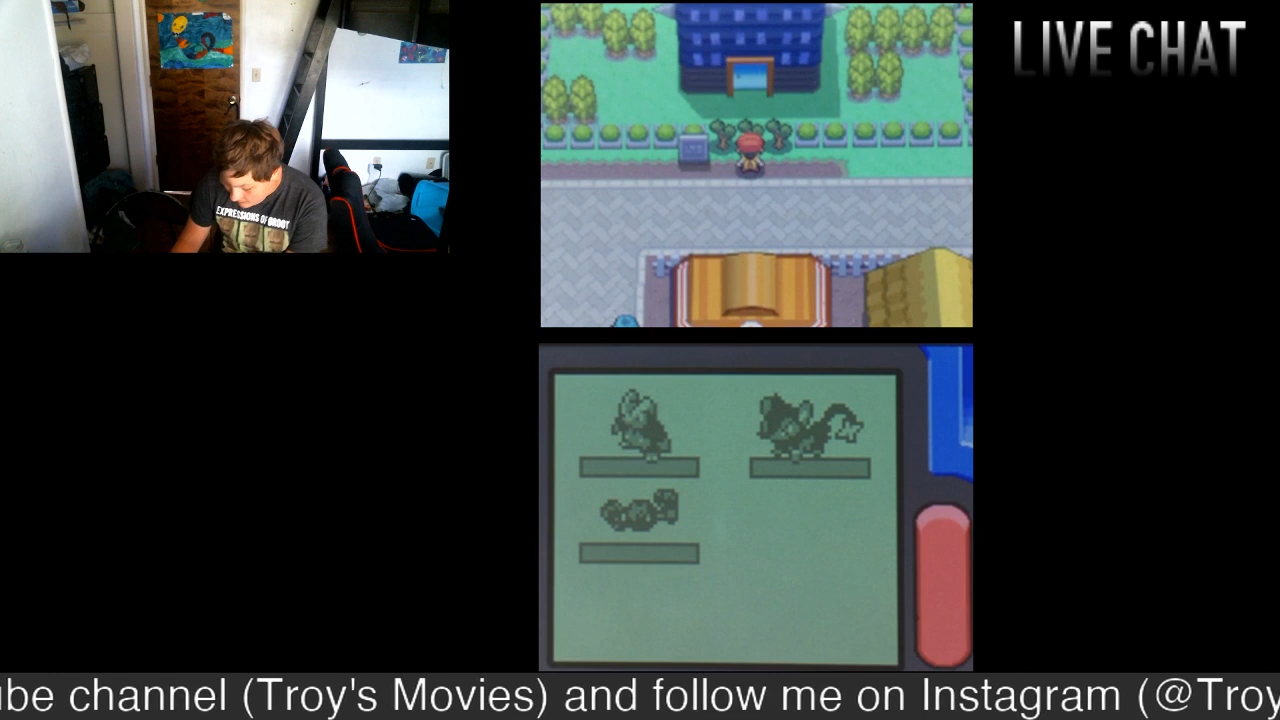 LIVE CHAT
EXPRESSIONS OF GROOT
ube channel (Troy's Movies) and follow me on Instagram (@Troy